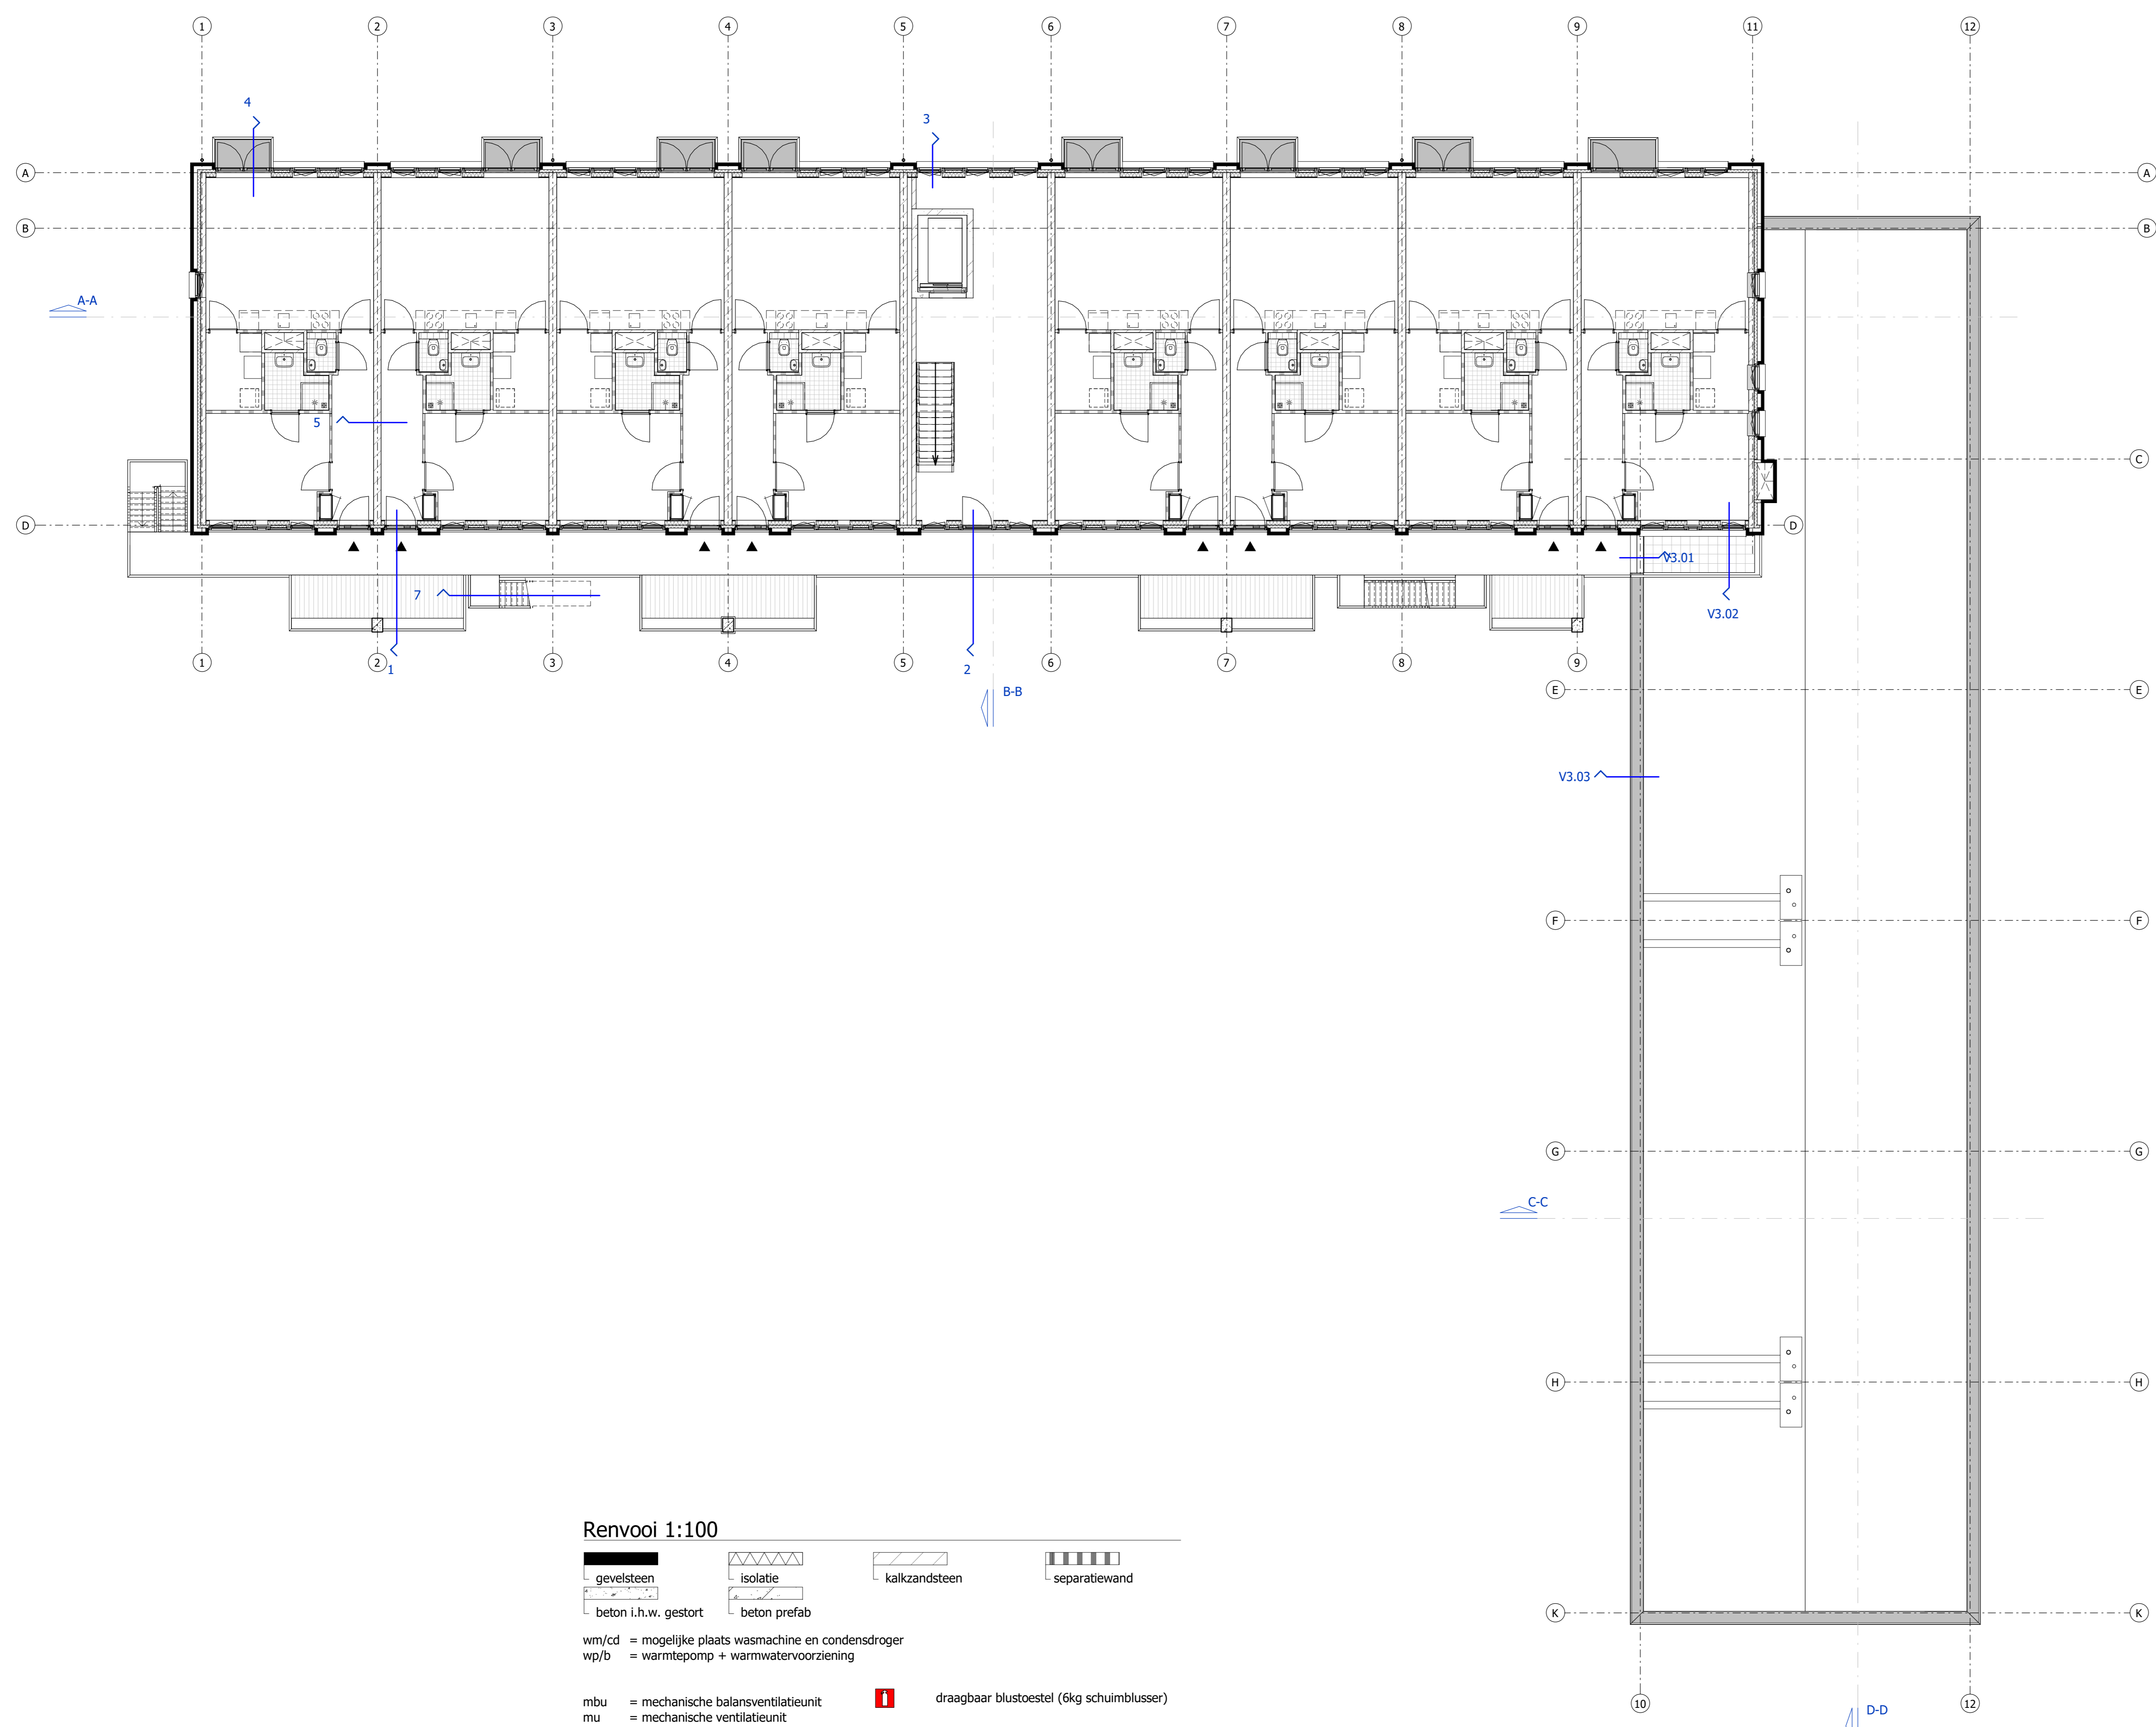 1 2 3 4 5 6 7 8 9 11 12
4
3
A A
B B
A-A
5
C
D D
V3.01
7
V3.02
1 2 3 4 5 6 7 8 9
1
2
B-B
E E
V3.03
F F
G G
C-C
H H
Renvooi 1:100
gevelsteen isolatie kalkzandsteen separatiewand
beton i.h.w. gestort beton prefab
K K
wm/cd = mogelijke plaats wasmachine en condensdroger
wp/b = warmtepomp + warmwatervoorziening
mbu = mechanische balansventilatieunit
draagbaar blustoestel (6kg schuimblusser)
mu = mechanische ventilatieunit
10 12
D-D